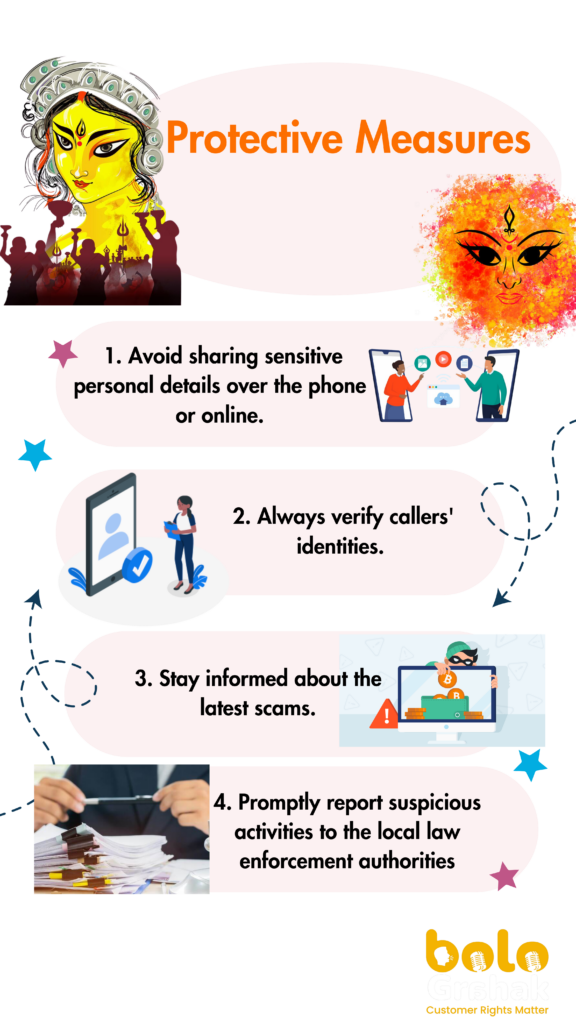 Protective Measures
1. Avoid sharing sensitive
personal details over the phone
or online.
2. Always verify callers'
identities.
3. Stay informed about the
latest scams.
4. Promptly report suspicious
activities to the local law
enforcement authorities
bolo
Grahak
Customer Rights Matter